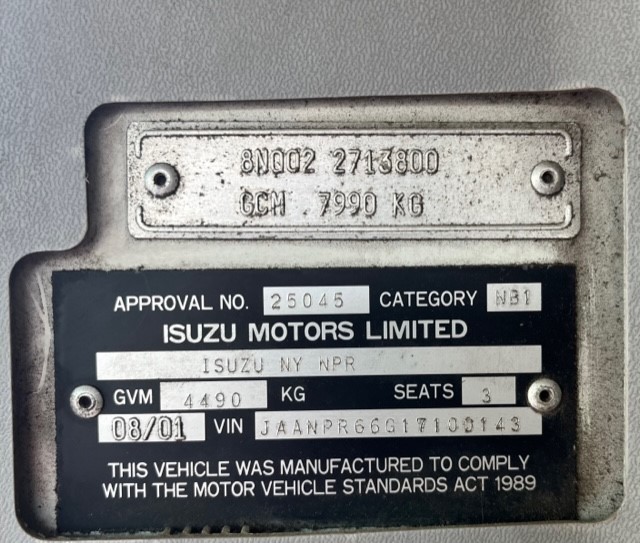 8N002 2713800
GCM 7990 KG
APPROVAL NO. 25045 CATEGORY NB1
ISUZU MOTORS LIMITED
ISUZU NY NPR
GVM 4490 KG SEATS 3
08/01 VIN JAANPR66G17100143
THIS VEHICLE WAS MANUFACTURED TO COMPLY
WITH THE MOTOR VEHICLE STANDARDS ACT 1989